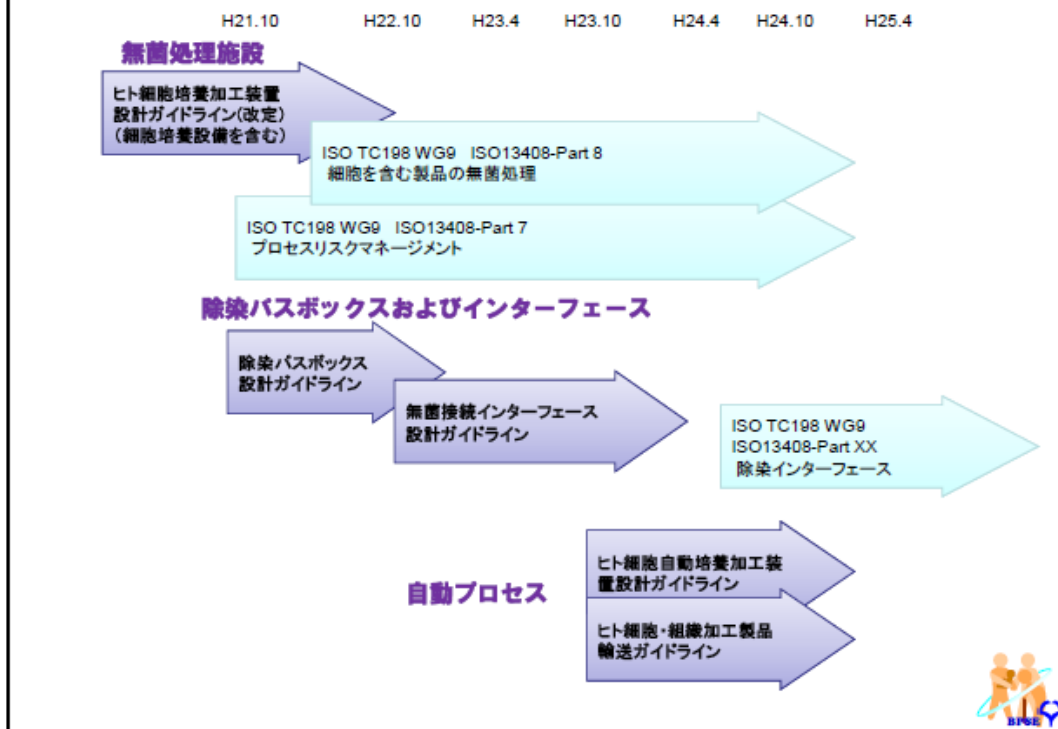 H21.10 H22.10 H23.4 H23.10 H24.4 H24.10 H25.4
無菌処理施設
ヒト細胞培養加工装置
設計ガイドライン(改定)
(細胞培養設備を含む)
ISO TC198 WG9 ISO13408-Part 8
細胞を含む製品の無菌処理
ISO TC198 WG9 ISO13408-Part 7
プロセスリスクマネージメント
除染パスボックスおよびインターフェース
除染パスボックス
設計ガイドライン
無菌接続インターフェース
設計ガイドライン
ISO TC198 WG9
ISO13408-Part XX
除染インターフェース
自動プロセス
ヒト細胞自動培養加工装
置設計ガイドライン
ヒト細胞・組織加工製品
輸送ガイドライン
BPSE